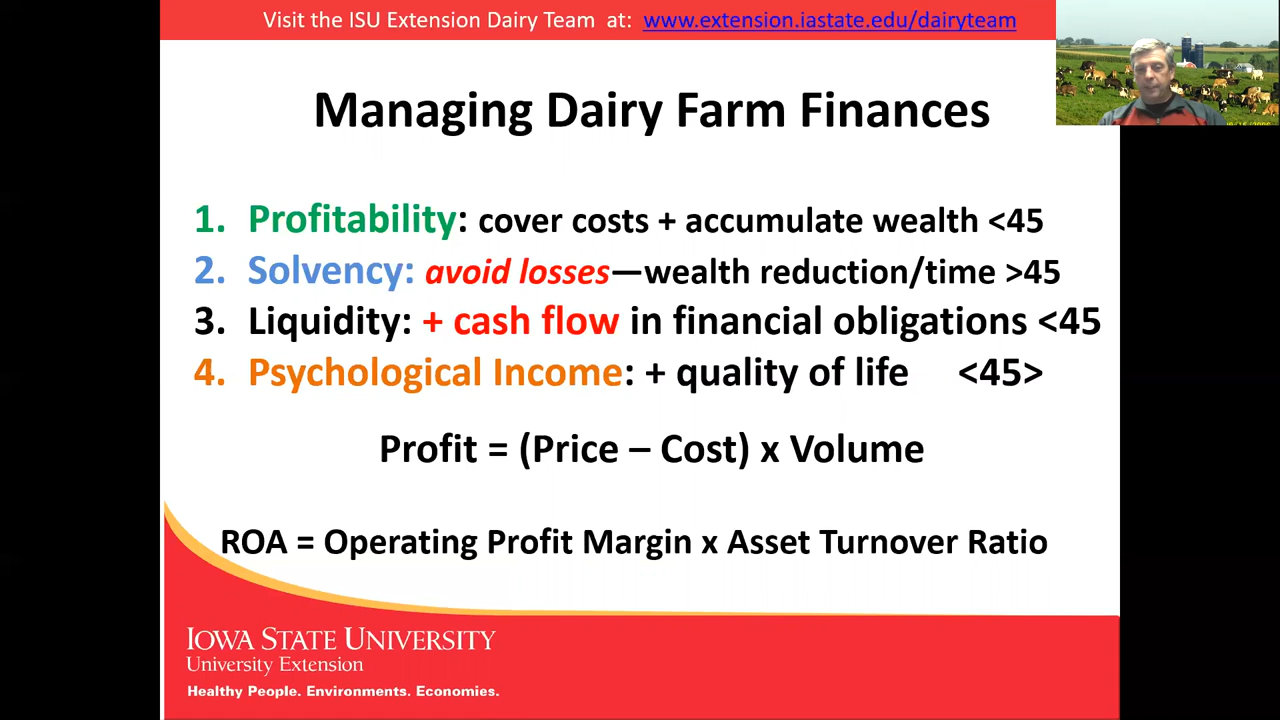 Visit the ISU Extension Dairy Team at: www.extension.iastate.edu/dairyteam
Managing Dairy Farm Finances
1. Profitability: cover costs + accumulate wealth <45
2. Solvency: avoid losses—wealth reduction/time >45
3. Liquidity: + cash flow in financial obligations <45
4. Psychological Income: + quality of life <45>
Profit = (Price – Cost) x Volume
ROA = Operating Profit Margin x Asset Turnover Ratio
IOWA STATE UNIVERSITY
University Extension
Healthy People. Environments. Economies.